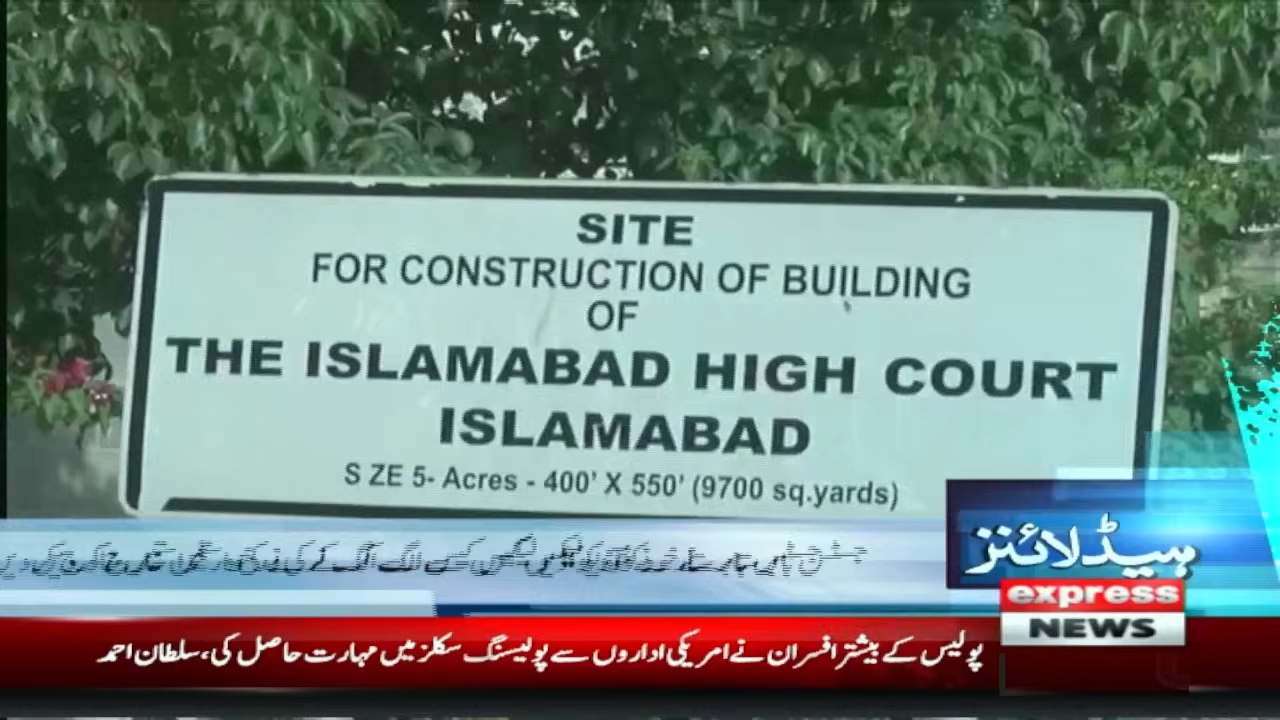 SITE
FOR CONSTRUCTION OF BUILDING
OF
THE ISLAMABAD HIGH COURT
ISLAMABAD
S ZE 5- Acres - 400' X 550' (9700 sq.yards)
ہیڈلائنز
express
NEWS
پولیس کے بیشتر افسران نے امریکی اداروں سے پولیسنگ سکلز میں مہارت حاصل کی، سلطان احمد